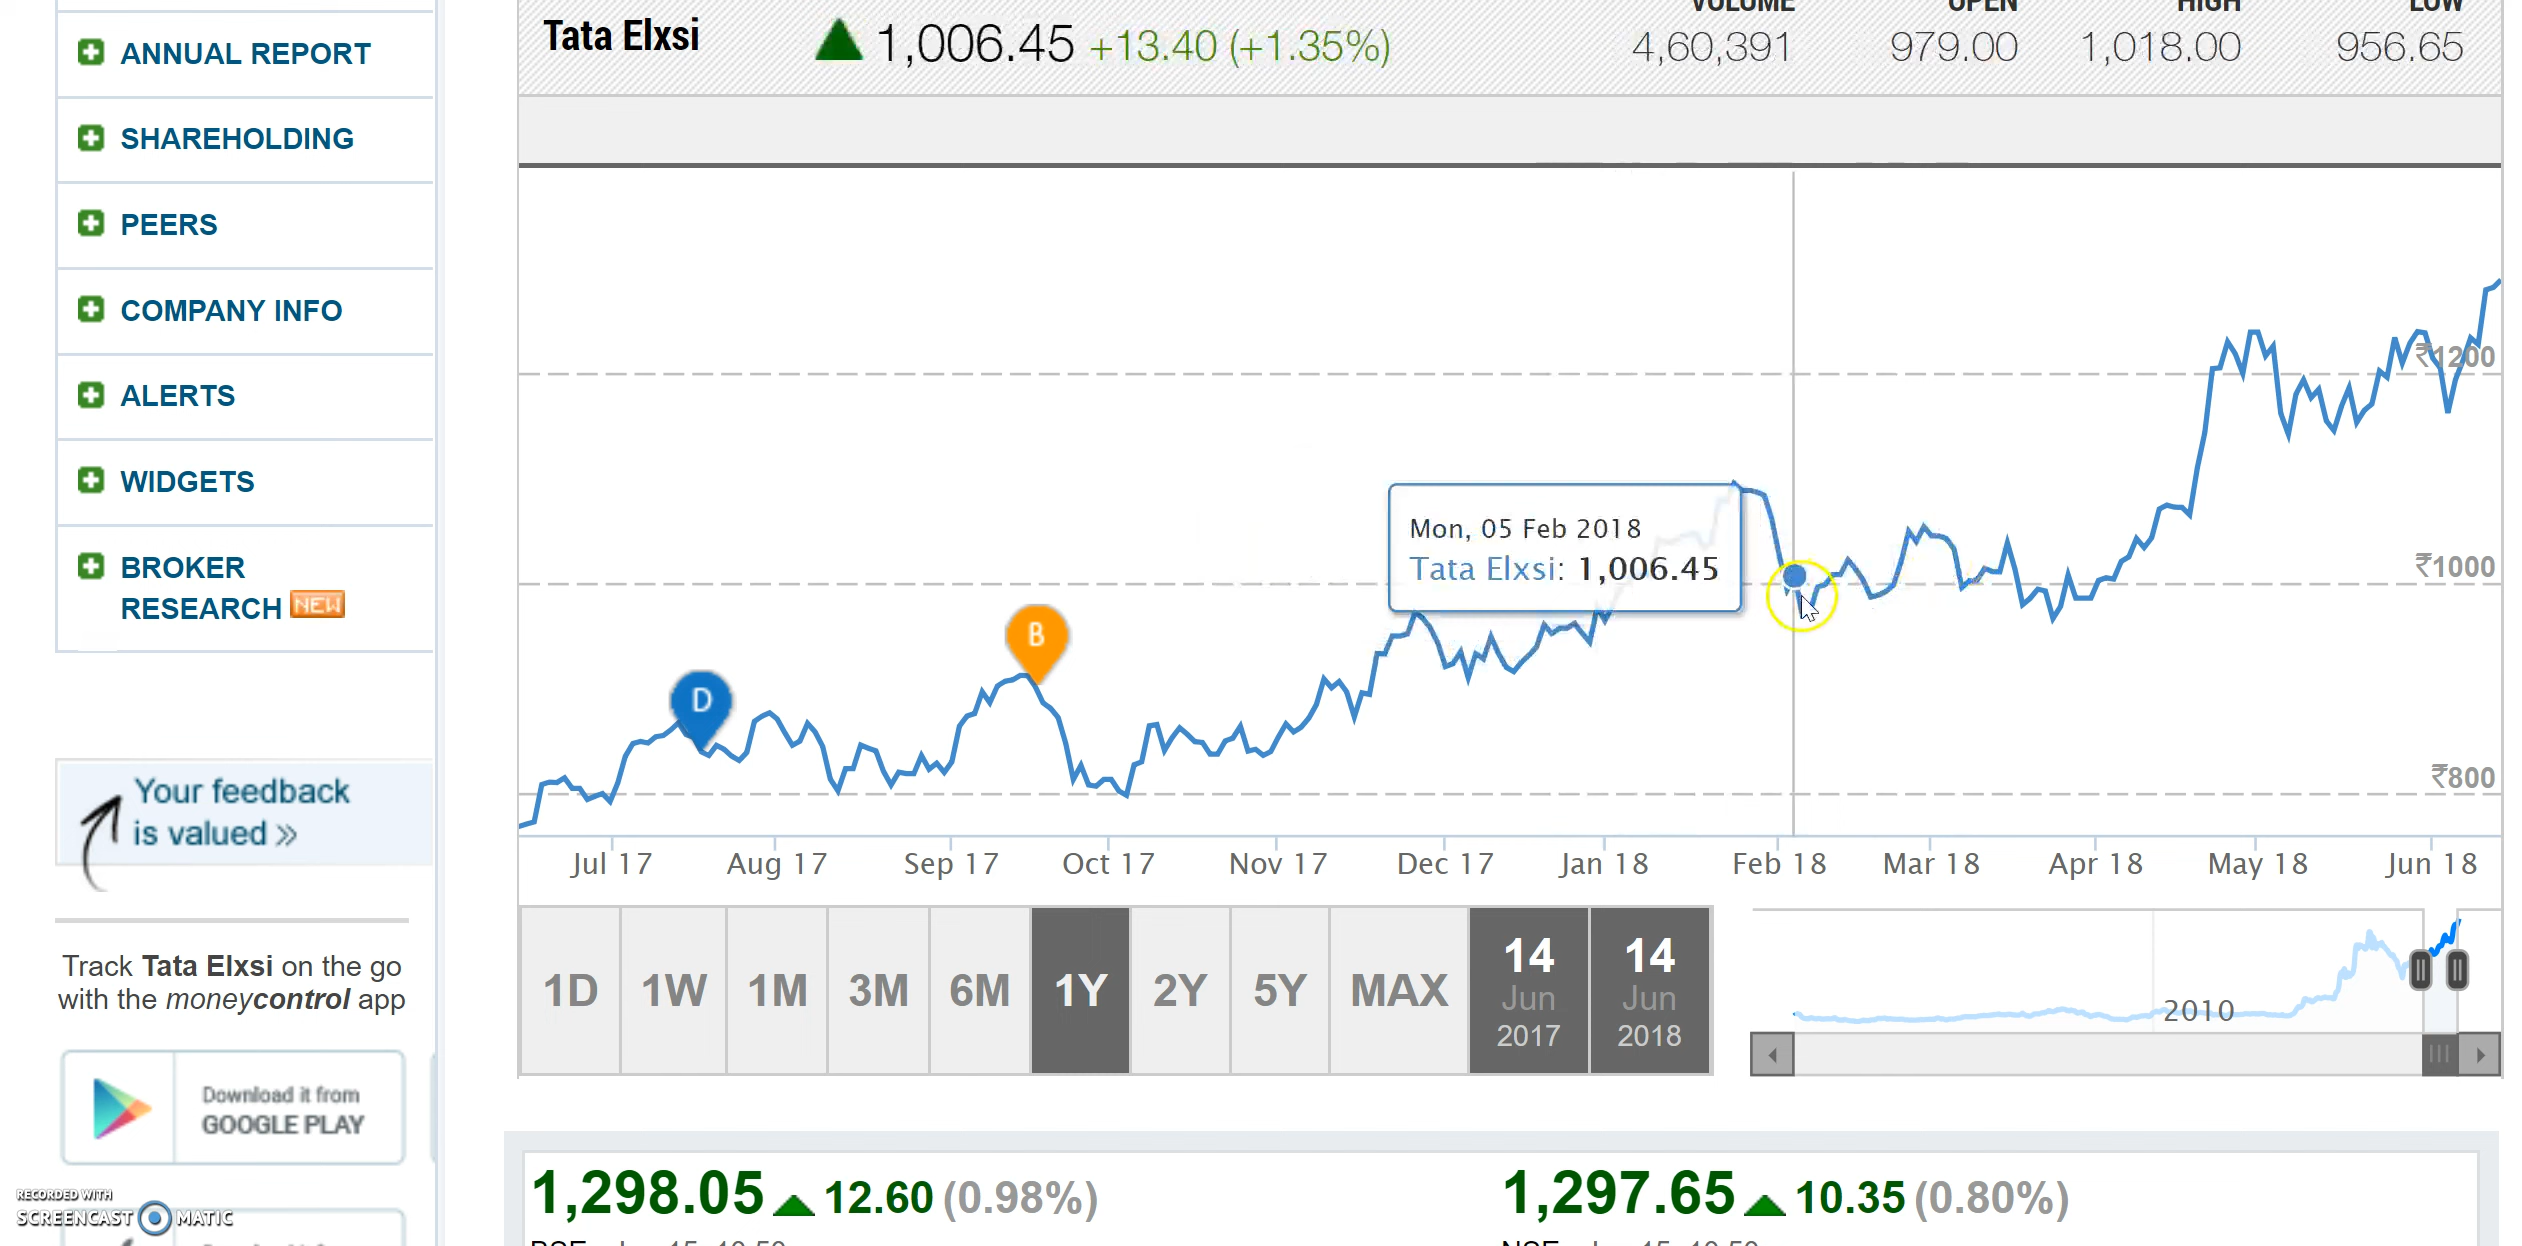 VOLUME OPEN HIGH LOW
Tata Elxsi 1,006.45 +13.40 (+1.35%) 4,60,391 979.00 1,018.00 956.65
ANNUAL REPORT
SHAREHOLDING
PEERS
COMPANY INFO
ALERTS
WIDGETS
BROKER
RESEARCH NEW
Your feedback
is valued »
Track Tata Elxsi on the go
with the moneycontrol app
Download it from
GOOGLE PLAY
RECORDED WITH
SCREENCAST MATIC
₹1200
₹1000
₹800
Mon, 05 Feb 2018
Tata Elxsi: 1,006.45
D
B
Jul 17 Aug 17 Sep 17 Oct 17 Nov 17 Dec 17 Jan 18 Feb 18 Mar 18 Apr 18 May 18 Jun 18
1D 1W 1M 3M 6M 1Y 2Y 5Y MAX
14 14
Jun Jun
2017 2018
2010
1,298.05 12.60 (0.98%) 1,297.65 10.35 (0.80%)